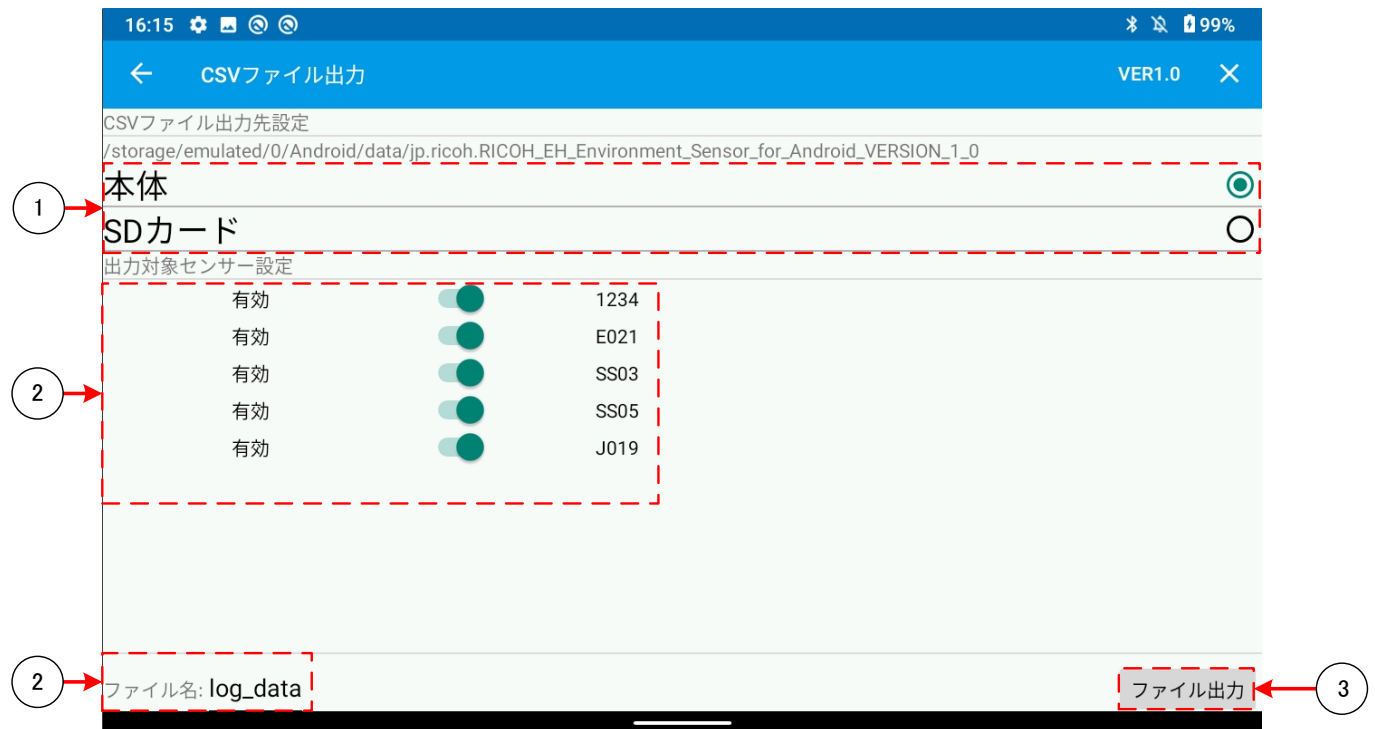 16:15 99%
CSVファイル出力 VER1.0
CSVファイル出力先設定
/storage/emulated/0/Android/data/jp.ricoh.RICOH_EH_Environment_Sensor_for_Android_VERSION_1_0
本体
1
SDカード
出力対象センサー設定
有効 1234
有効 E021
有効 SS03
2
有効 SS05
有効 J019
2 ファイル名: log_data ファイル出力 3